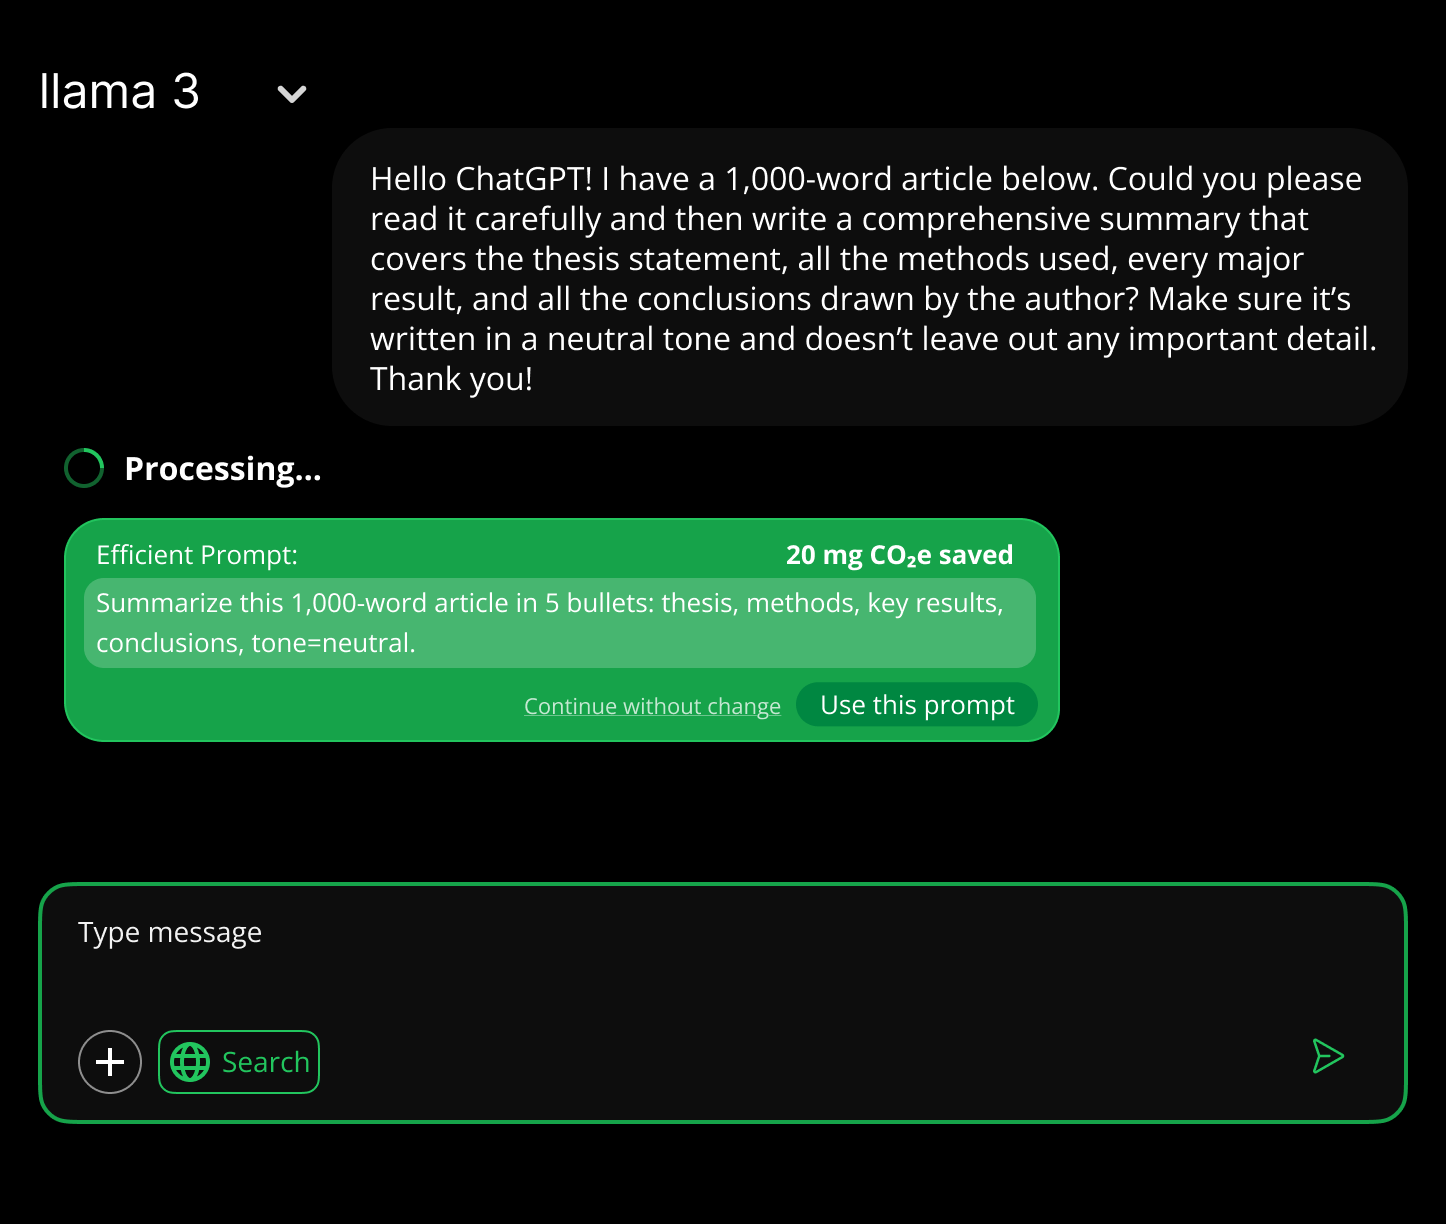 llama 3
Hello ChatGPT! I have a 1,000-word article below. Could you please
read it carefully and then write a comprehensive summary that
covers the thesis statement, all the methods used, every major
result, and all the conclusions drawn by the author? Make sure it’s
written in a neutral tone and doesn’t leave out any important detail.
Thank you!
Processing...
Efficient Prompt:
20 mg CO₂e saved
Summarize this 1,000-word article in 5 bullets: thesis, methods, key results,
conclusions, tone=neutral.
Continue without change
Use this prompt
Type message
Search